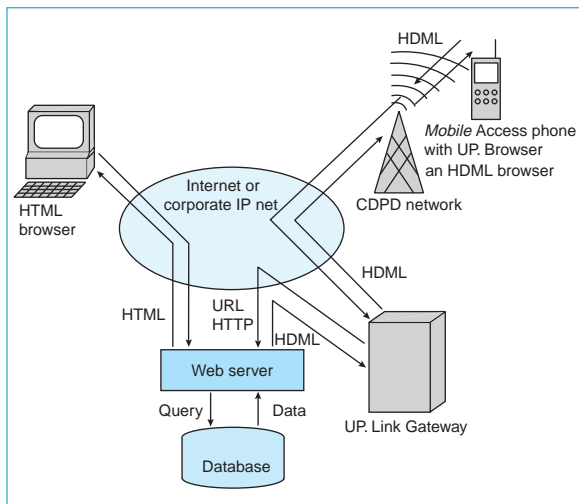 HDML
Mobile Access phone
with UP. Browser
an HDML browser
CDPD network
Internet or
corporate IP net
HTML
browser
HDML
HTML
URL
HTTP
HDML
Web server
Query
Data
UP. Link Gateway
Database